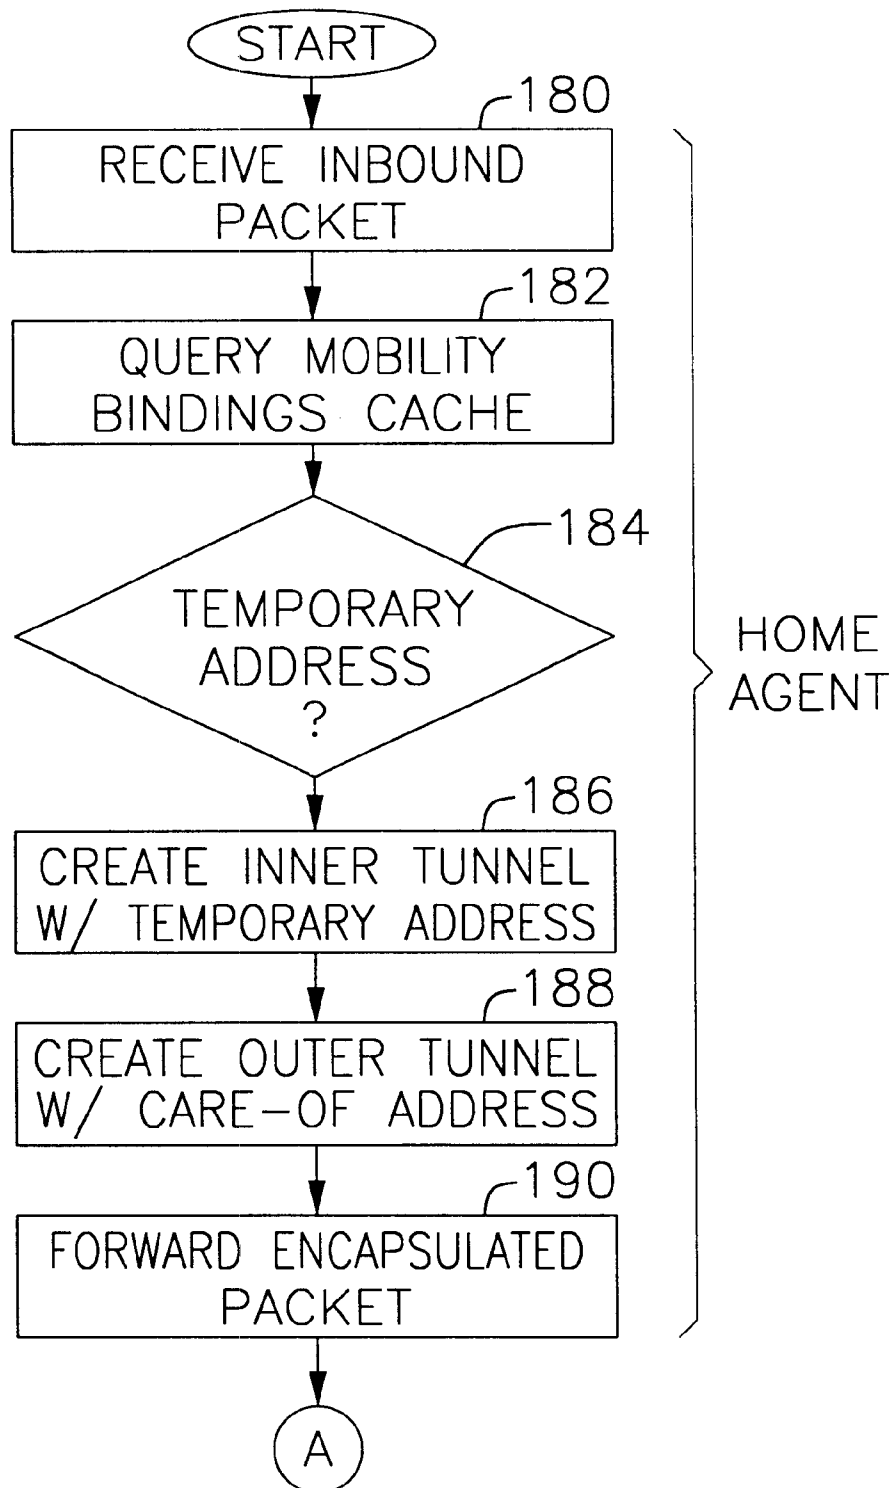 START
180
RECEIVE INBOUND
PACKET
182
QUERY MOBILITY
BINDINGS CACHE
184
TEMPORARY
ADDRESS
?
HOME
AGENT
186
CREATE INNER TUNNEL
W/ TEMPORARY ADDRESS
188
CREATE OUTER TUNNEL
W/ CARE-OF ADDRESS
190
FORWARD ENCAPSULATED
PACKET
A